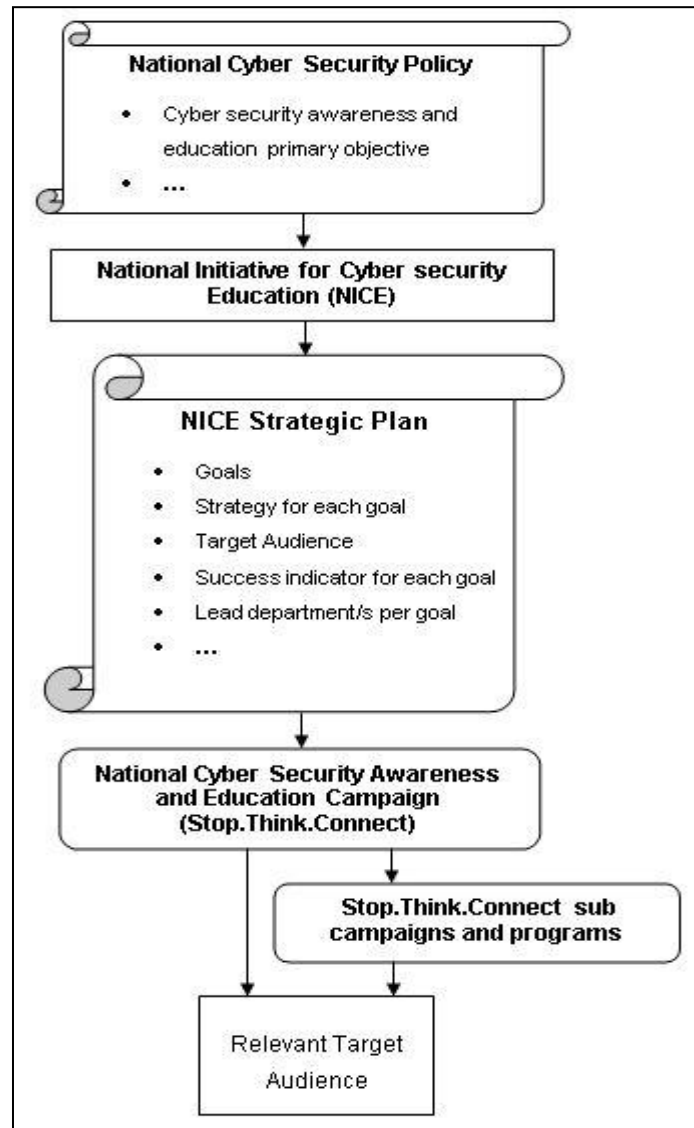 National Cyber Security Policy
• Cyber security awareness and
education primary objective
• ...
National Initiative for Cyber security
Education (NICE)
NICE Strategic Plan
• Goals
• Strategy for each goal
• Target Audience
• Success indicator for each goal
• Lead department/s per goal
• ...
National Cyber Security Awareness
and Education Campaign
(Stop.Think.Connect)
Stop.Think.Connect sub
campaigns and programs
Relevant Target
Audience